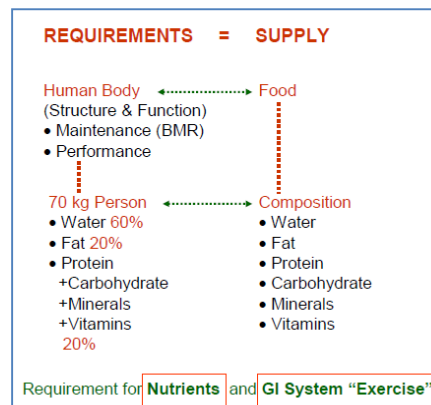 REQUIREMENTS = SUPPLY
Human Body Food
(Structure & Function)
• Maintenance (BMR)
• Performance
70 kg Person Composition
• Water 60% • Water
• Fat 20% • Fat
• Protein • Protein
+Carbohydrate • Carbohydrate
+Minerals • Minerals
+Vitamins • Vitamins
20%
Requirement for Nutrients and GI System “Exercise”